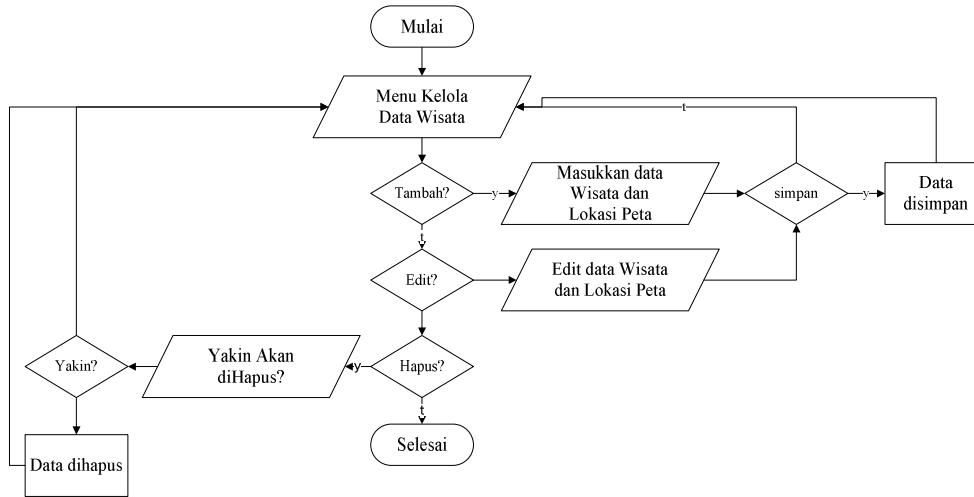 Mulai
Menu Kelola
Data Wisata
t
Tambah?
y
Masukkan data
Wisata dan
Lokasi Peta
simpan
y
Data
disimpan
t
Edit?
Edit data Wisata
dan Lokasi Peta
Yakin?
Yakin Akan
diHapus?
y
Hapus?
t
Selesai
Data dihapus